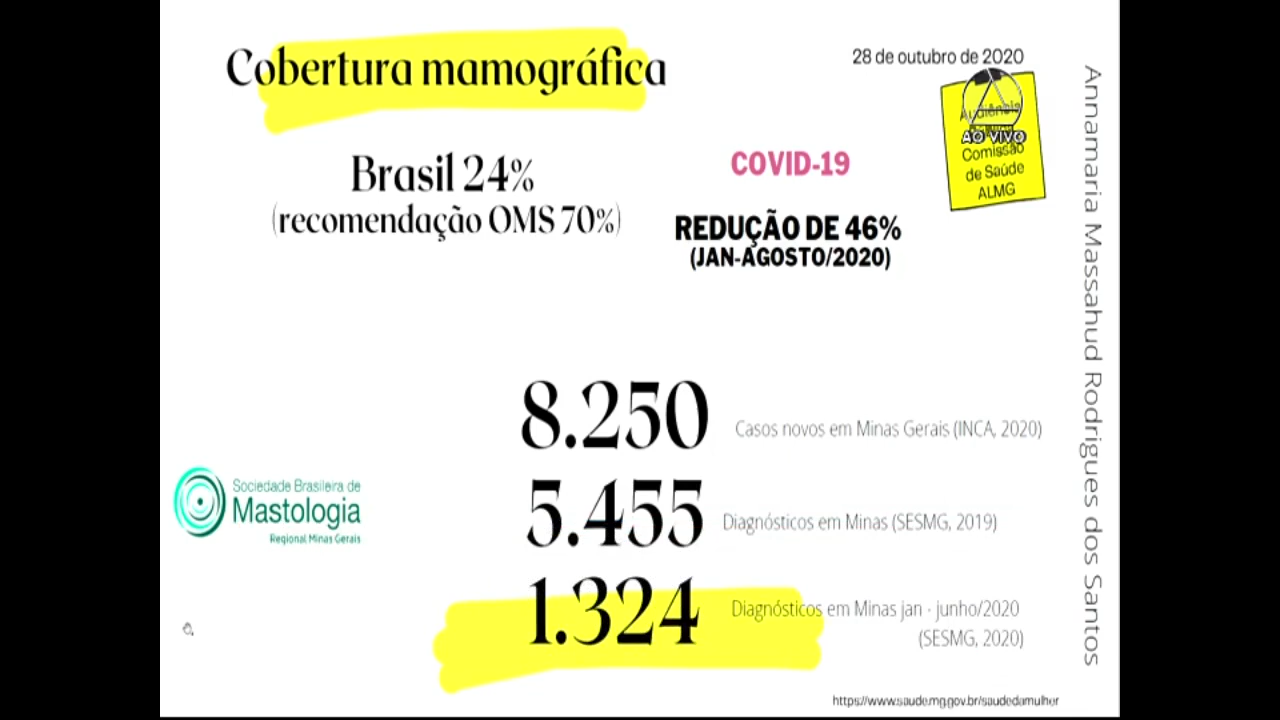 Cobertura mamográfica
28 de outubro de 2020
Audiência
AO VIVO
Comissão
de Saúde
ALMG
Brasil 24%
(recomendação OMS 70%)
COVID-19
REDUÇÃO DE 46%
(JAN-AGOSTO/2020)
8.250
Casos novos em Minas Gerais (INCA, 2020)
5.455
Diagnósticos em Minas (SESMG, 2019)
1.324
Diagnósticos em Minas jan - junho/2020
(SESMG, 2020)
Sociedade Brasileira de
Mastologia
Regional Minas Gerais
https://www.saude.mg.gov.br/saudedamulher
Annamaria Massahud Rodrigues dos Santos